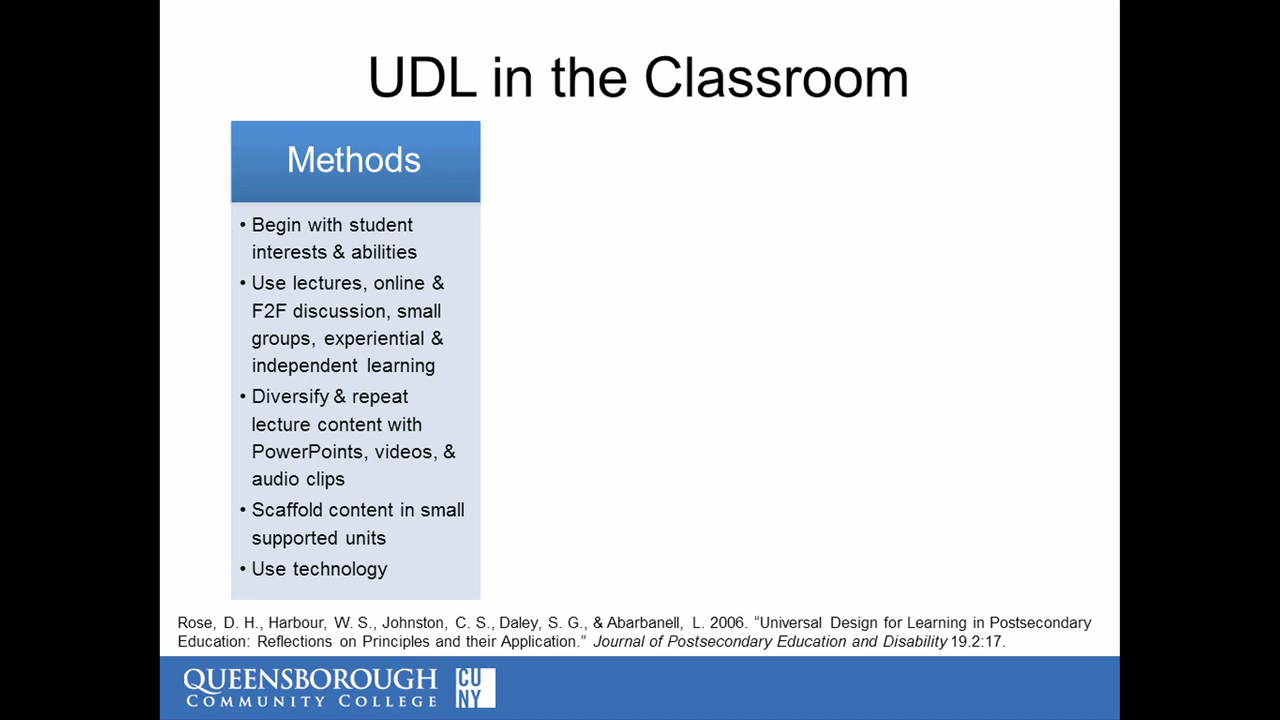 UDL in the Classroom
Methods
• Begin with student
interests & abilities
• Use lectures, online &
F2F discussion, small
groups, experiential &
independent learning
• Diversify & repeat
lecture content with
PowerPoints, videos, &
audio clips
• Scaffold content in small
supported units
• Use technology
Rose, D. H., Harbour, W. S., Johnston, C. S., Daley, S. G., & Abarbanell, L. 2006. “Universal Design for Learning in Postsecondary
Education: Reflections on Principles and their Application.” Journal of Postsecondary Education and Disability 19.2:17.
QUEENSBOROUGH
COMMUNITY COLLEGE
CU
NY